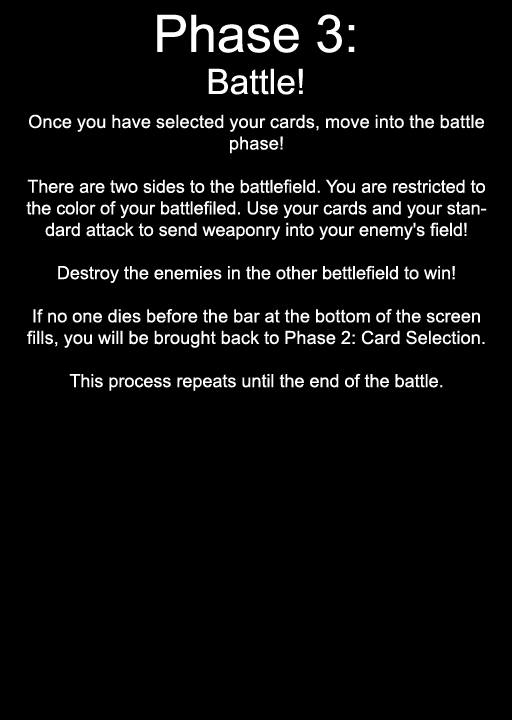 Phase 3:
Battle!
Once you have selected your cards, move into the battle
phase!
There are two sides to the battlefield. You are restricted to
the color of your battlefiled. Use your cards and your stan-
dard attack to send weaponry into your enemy's field!
Destroy the enemies in the other bettlefield to win!
If no one dies before the bar at the bottom of the screen
fills, you will be brought back to Phase 2: Card Selection.
This process repeats until the end of the battle.